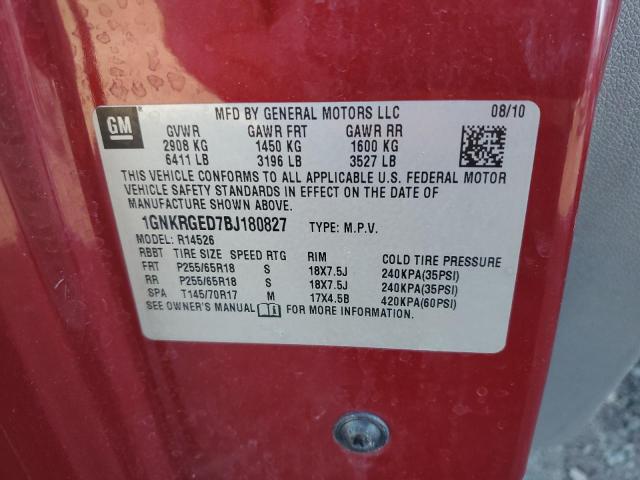 GM
MFD BY GENERAL MOTORS LLC 08/10
GVWR GAWR FRT GAWR RR
2908 KG 1450 KG 1600 KG
6411 LB 3196 LB 3527 LB
THIS VEHICLE CONFORMS TO ALL APPLICABLE U.S. FEDERAL MOTOR
VEHICLE SAFETY STANDARDS IN EFFECT ON THE DATE OF
MANUFACTURE SHOWN ABOVE.
1GNKRGED7BJ180827 TYPE: M.P.V.
MODEL: R14526
RBBT TIRE SIZE SPEED RTG RIM COLD TIRE PRESSURE
FRT P255/65R18 S 18X7.5J 240KPA(35PSI)
RR P255/65R18 S 18X7.5J 240KPA(35PSI)
SPA T145/70R17 M 17X4.5B 420KPA(60PSI)
SEE OWNER'S MANUAL FOR MORE INFORMATION.